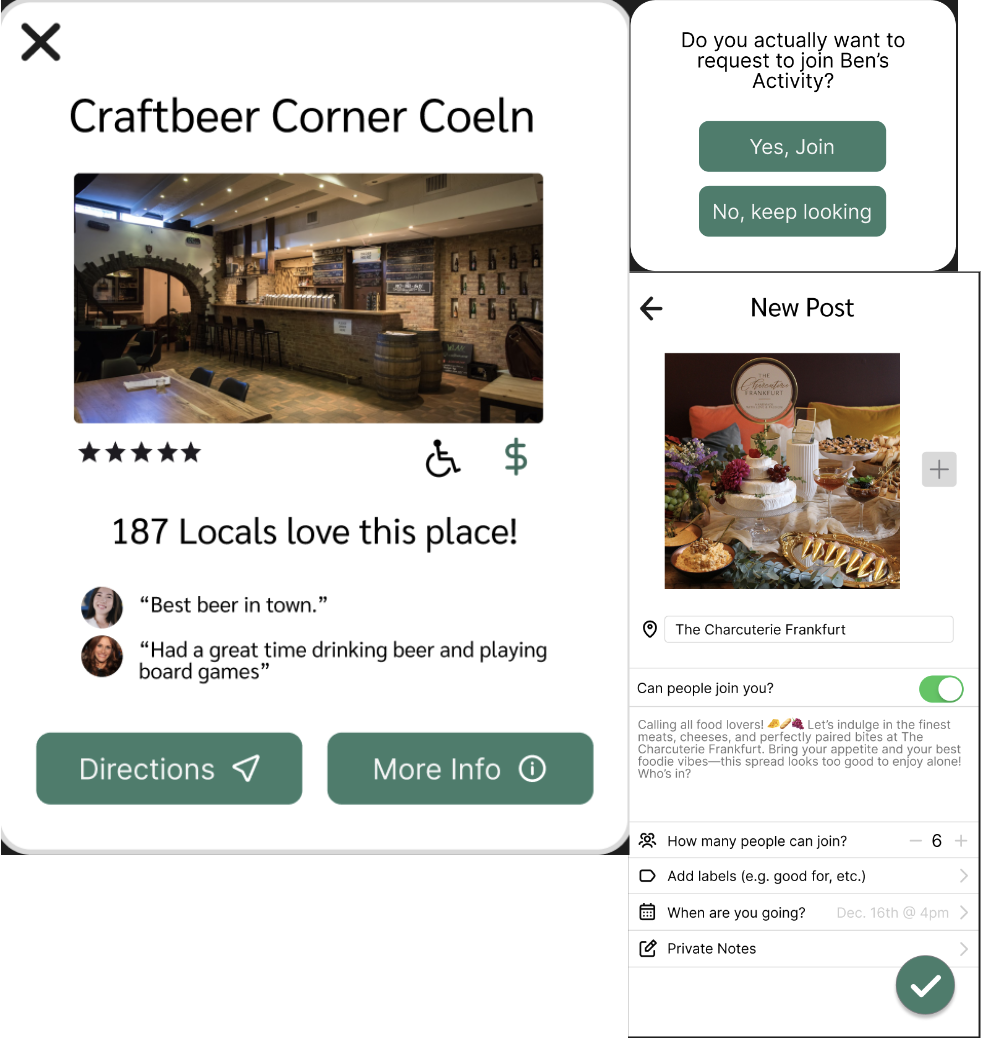 Craftbeer Corner Coeln
187 Locals love this place!
“Best beer in town.”
“Had a great time drinking beer and playing
board games”
Directions
More Info
Do you actually want to
request to join Ben’s
Activity?
Yes, Join
No, keep looking
New Post
THE
Charcuterie
FRANKFURT
The Charcuterie Frankfurt
Can people join you?
Calling all food lovers! 🧀🥖🍇 Let’s indulge in the finest
meats, cheeses, and perfectly paired bites at The
Charcuterie Frankfurt. Bring your appetite and your best
foodie vibes—this spread looks too good to enjoy alone!
Who’s in?
How many people can join? 6
Add labels (e.g. good for, etc.)
When are you going? Dec. 16th @ 4pm
Private Notes